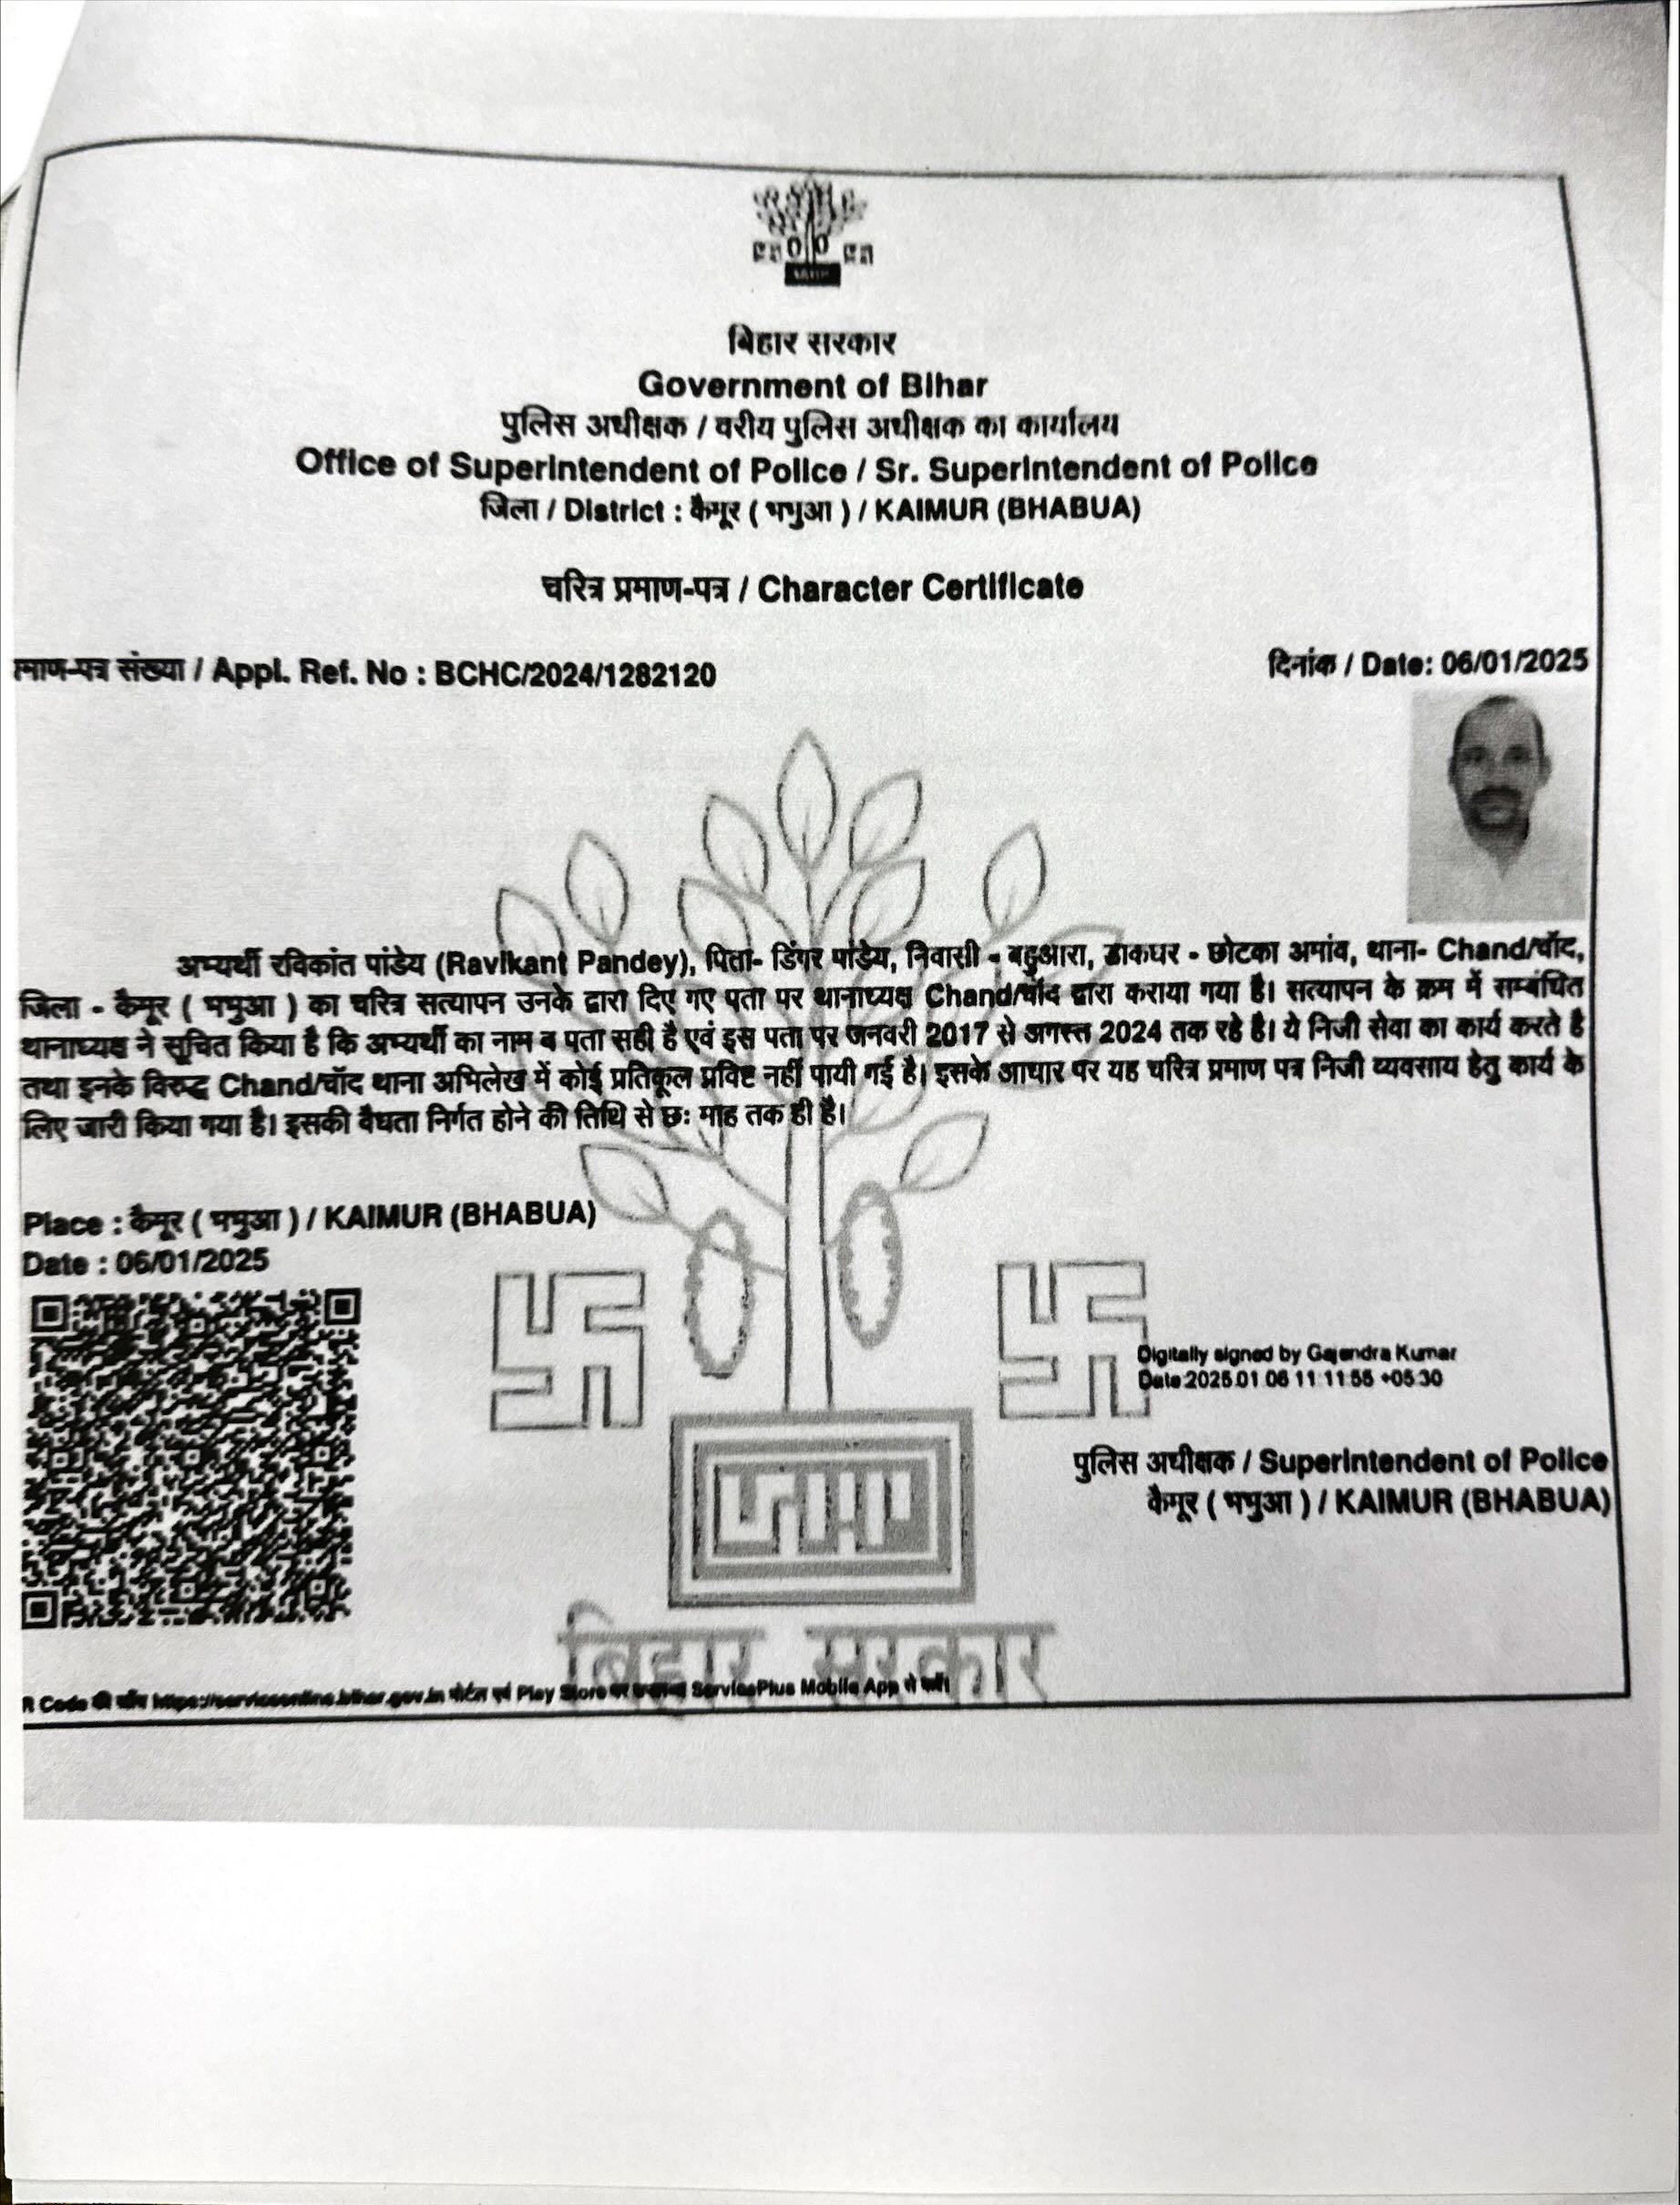 बिहार सरकार
Government of Bihar
पुलिस अधीक्षक / वरीय पुलिस अधीक्षक का कार्यालय
Office of Superintendent of Police / Sr. Superintendent of Police
जिला / District : कैमूर ( भभुआ ) / KAIMUR (BHABUA)
चरित्र प्रमाण-पत्र / Character Certificate
माण-पत्र संख्या / Appl. Ref. No : BCHC/2024/1282120
दिनांक / Date: 06/01/2025
अभ्यर्थी रविकांत पांडेय (Ravikant Pandey), पिता- डिंगर पांडेय, निवासी - बहुआरा, डाकघर - छोटका अमांव, थाना- Chand/चाँद,
जिला - कैमूर ( भभुआ ) का चरित्र सत्यापन उनके द्वारा दिए गए पता पर थानाध्यक्ष Chand/चाँद द्वारा कराया गया है। सत्यापन के क्रम में सम्बंधित
थानाध्यक्ष ने सूचित किया है कि अभ्यर्थी का नाम व पता सही है एवं इस पता पर जनवरी 2017 से अगस्त 2024 तक रहे है। ये निजी सेवा का कार्य करते है
तथा इनके विरुद्ध Chand/चाँद थाना अभिलेख में कोई प्रतिकूल प्रविष्टि नहीं पायी गई है। इसके आधार पर यह चरित्र प्रमाण पत्र निजी व्यवसाय हेतु कार्य के
लिए जारी किया गया है। इसकी वैधता निर्गत होने की तिथि से छः माह तक ही है।
Place : कैमूर ( भभुआ ) / KAIMUR (BHABUA)
Date : 06/01/2025
Digitally signed by Gajendra Kumar
Date:2025.01.06 11:11:55 +05:30
पुलिस अधीक्षक / Superintendent of Police
कैमूर ( भभुआ ) / KAIMUR (BHABUA)
बिहार सरकार
R Code की जाँच https://serviceonline.bihar.gov.in पोर्टल एवं Play Store पर ServicePlus Mobile App से करें।